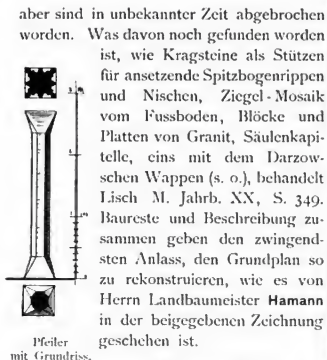 aber sind in unbekannter Zeit abgebrochen
worden. Was davon noch gefunden worden
ist, wie Kragsteine als Stützen
für ansetzende Spitzbogenrippen
und Nischen, Ziegel-Mosaik
vom Fussboden, Blöcke und
Platten von Granit, Säulenkapi-
telle, eins mit dem Darzow-
schen Wappen (s. o.), behandelt
Lisch M. Jahrb. XX, S. 349.
Baureste und Beschreibung zu-
sammen geben den zwingend-
sten Anlass, den Grundplan so
zu rekonstruieren, wie es von
Herrn Landbaumeister Hamann
in der beigegebenen Zeichnung
geschehen ist.
Pfeiler
mit Grundriss.